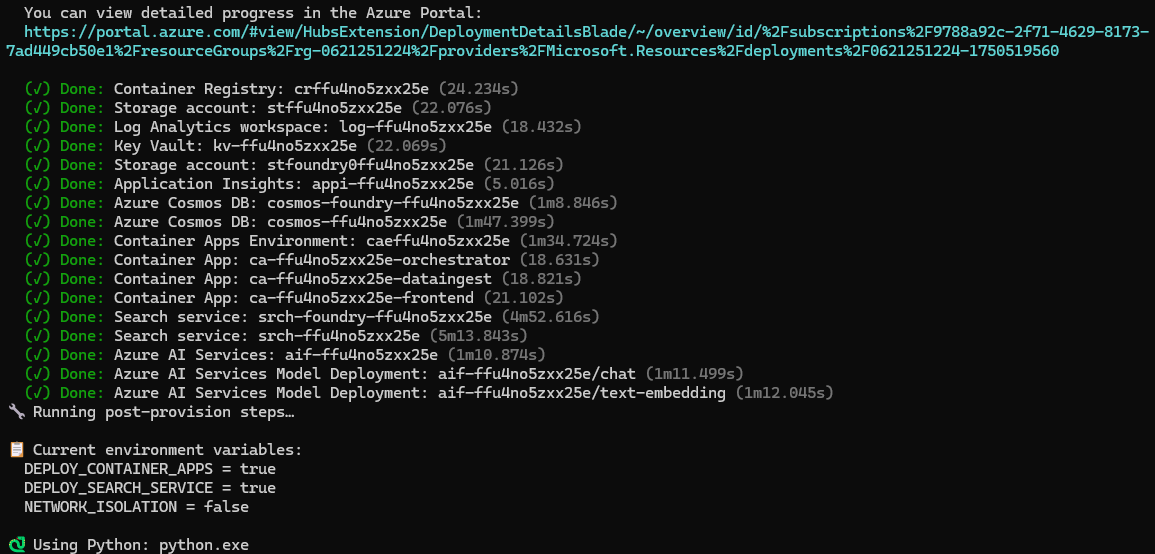 You can view detailed progress in the Azure Portal:
https://portal.azure.com/#view/HubsExtension/DeploymentDetailsBlade/~/overview/id/%2Fsubscriptions%2F9788a92c-2f71-4629-8173-
7ad449cb50e1%2FresourceGroups%2Frg-0621251224%2Fproviders%2FMicrosoft.Resources%2Fdeployments%2F0621251224-1750519560
(√) Done: Container Registry: crffu4no5zxx25e (24.234s)
(√) Done: Storage account: stffu4no5zxx25e (22.076s)
(√) Done: Log Analytics workspace: log-ffu4no5zxx25e (18.432s)
(√) Done: Key Vault: kv-ffu4no5zxx25e (22.069s)
(√) Done: Storage account: stfoundry0ffu4no5zxx25e (21.126s)
(√) Done: Application Insights: appi-ffu4no5zxx25e (5.016s)
(√) Done: Azure Cosmos DB: cosmos-foundry-ffu4no5zxx25e (1m8.846s)
(√) Done: Azure Cosmos DB: cosmos-ffu4no5zxx25e (1m47.399s)
(√) Done: Container Apps Environment: caeffu4no5zxx25e (1m34.724s)
(√) Done: Container App: ca-ffu4no5zxx25e-orchestrator (18.631s)
(√) Done: Container App: ca-ffu4no5zxx25e-dataingest (18.821s)
(√) Done: Container App: ca-ffu4no5zxx25e-frontend (21.102s)
(√) Done: Search service: srch-foundry-ffu4no5zxx25e (4m52.616s)
(√) Done: Search service: srch-ffu4no5zxx25e (5m13.843s)
(√) Done: Azure AI Services: aif-ffu4no5zxx25e (1m10.874s)
(√) Done: Azure AI Services Model Deployment: aif-ffu4no5zxx25e/chat (1m11.499s)
(√) Done: Azure AI Services Model Deployment: aif-ffu4no5zxx25e/text-embedding (1m12.045s)
🔧 Running post-provision steps…
📋 Current environment variables:
DEPLOY_CONTAINER_APPS = true
DEPLOY_SEARCH_SERVICE = true
NETWORK_ISOLATION = false
🐍 Using Python: python.exe